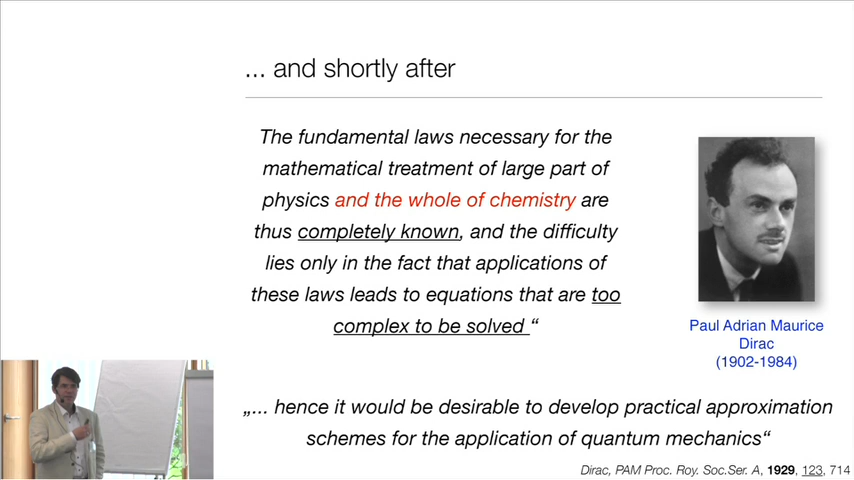 ... and shortly after
The fundamental laws necessary for the
mathematical treatment of large part of
physics and the whole of chemistry are
thus completely known, and the difficulty
lies only in the fact that applications of
these laws leads to equations that are too
complex to be solved “
Paul Adrian Maurice
Dirac
(1902-1984)
„... hence it would be desirable to develop practical approximation
schemes for the application of quantum mechanics“
Dirac, PAM Proc. Roy. Soc.Ser. A, 1929, 123, 714